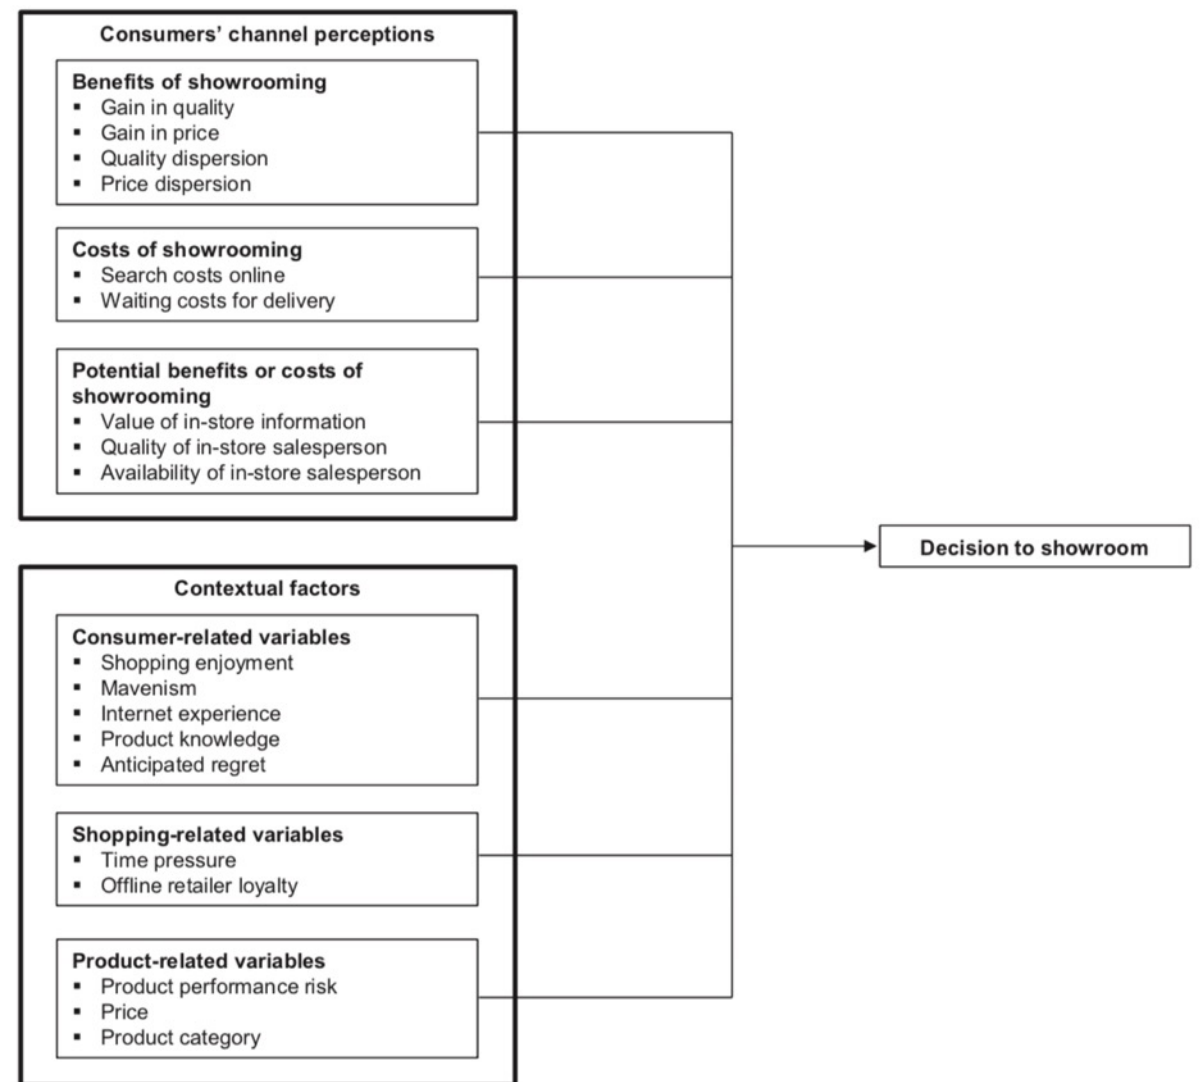 Consumers' channel perceptions
Benefits of showrooming
▪ Gain in quality
▪ Gain in price
▪ Quality dispersion
▪ Price dispersion
Costs of showrooming
▪ Search costs online
▪ Waiting costs for delivery
Potential benefits or costs of
showrooming
▪ Value of in-store information
▪ Quality of in-store salesperson
▪ Availability of in-store salesperson
Decision to showroom
Contextual factors
Consumer-related variables
▪ Shopping enjoyment
▪ Mavenism
▪ Internet experience
▪ Product knowledge
▪ Anticipated regret
Shopping-related variables
▪ Time pressure
▪ Offline retailer loyalty
Product-related variables
▪ Product performance risk
▪ Price
▪ Product category